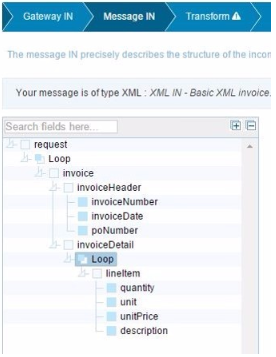 Gateway IN
Message IN
Transform
The message IN precisely describes the structure of the incom
Your message is of type XML : XML IN - Basic XML invoice.
Search fields here...
request
Loop
invoice
invoiceHeader
invoiceNumber
invoiceDate
poNumber
invoiceDetail
Loop
lineItem
quantity
unit
unitPrice
description